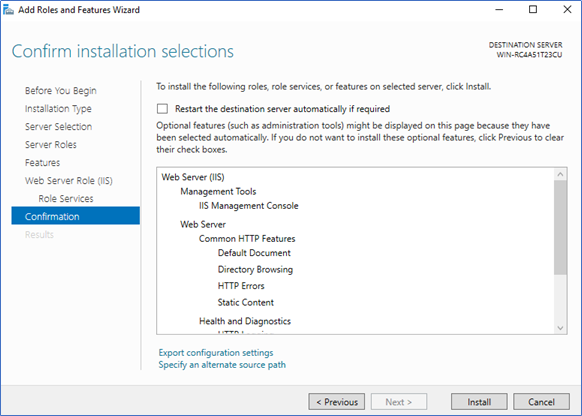 Add Roles and Features Wizard
Confirm installation selections
DESTINATION SERVER
WIN-RC4A51T23CU
Before You Begin
Installation Type
Server Selection
Server Roles
Features
Web Server Role (IIS)
Role Services
Confirmation
Results
To install the following roles, role services, or features on selected server, click Install.
Restart the destination server automatically if required
Optional features (such as administration tools) might be displayed on this page because they have
been selected automatically. If you do not want to install these optional features, click Previous to clear
their check boxes.
Web Server (IIS)
Management Tools
IIS Management Console
Web Server
Common HTTP Features
Default Document
Directory Browsing
HTTP Errors
Static Content
Health and Diagnostics
Export configuration settings
Specify an alternate source path
< Previous
Next >
Install
Cancel